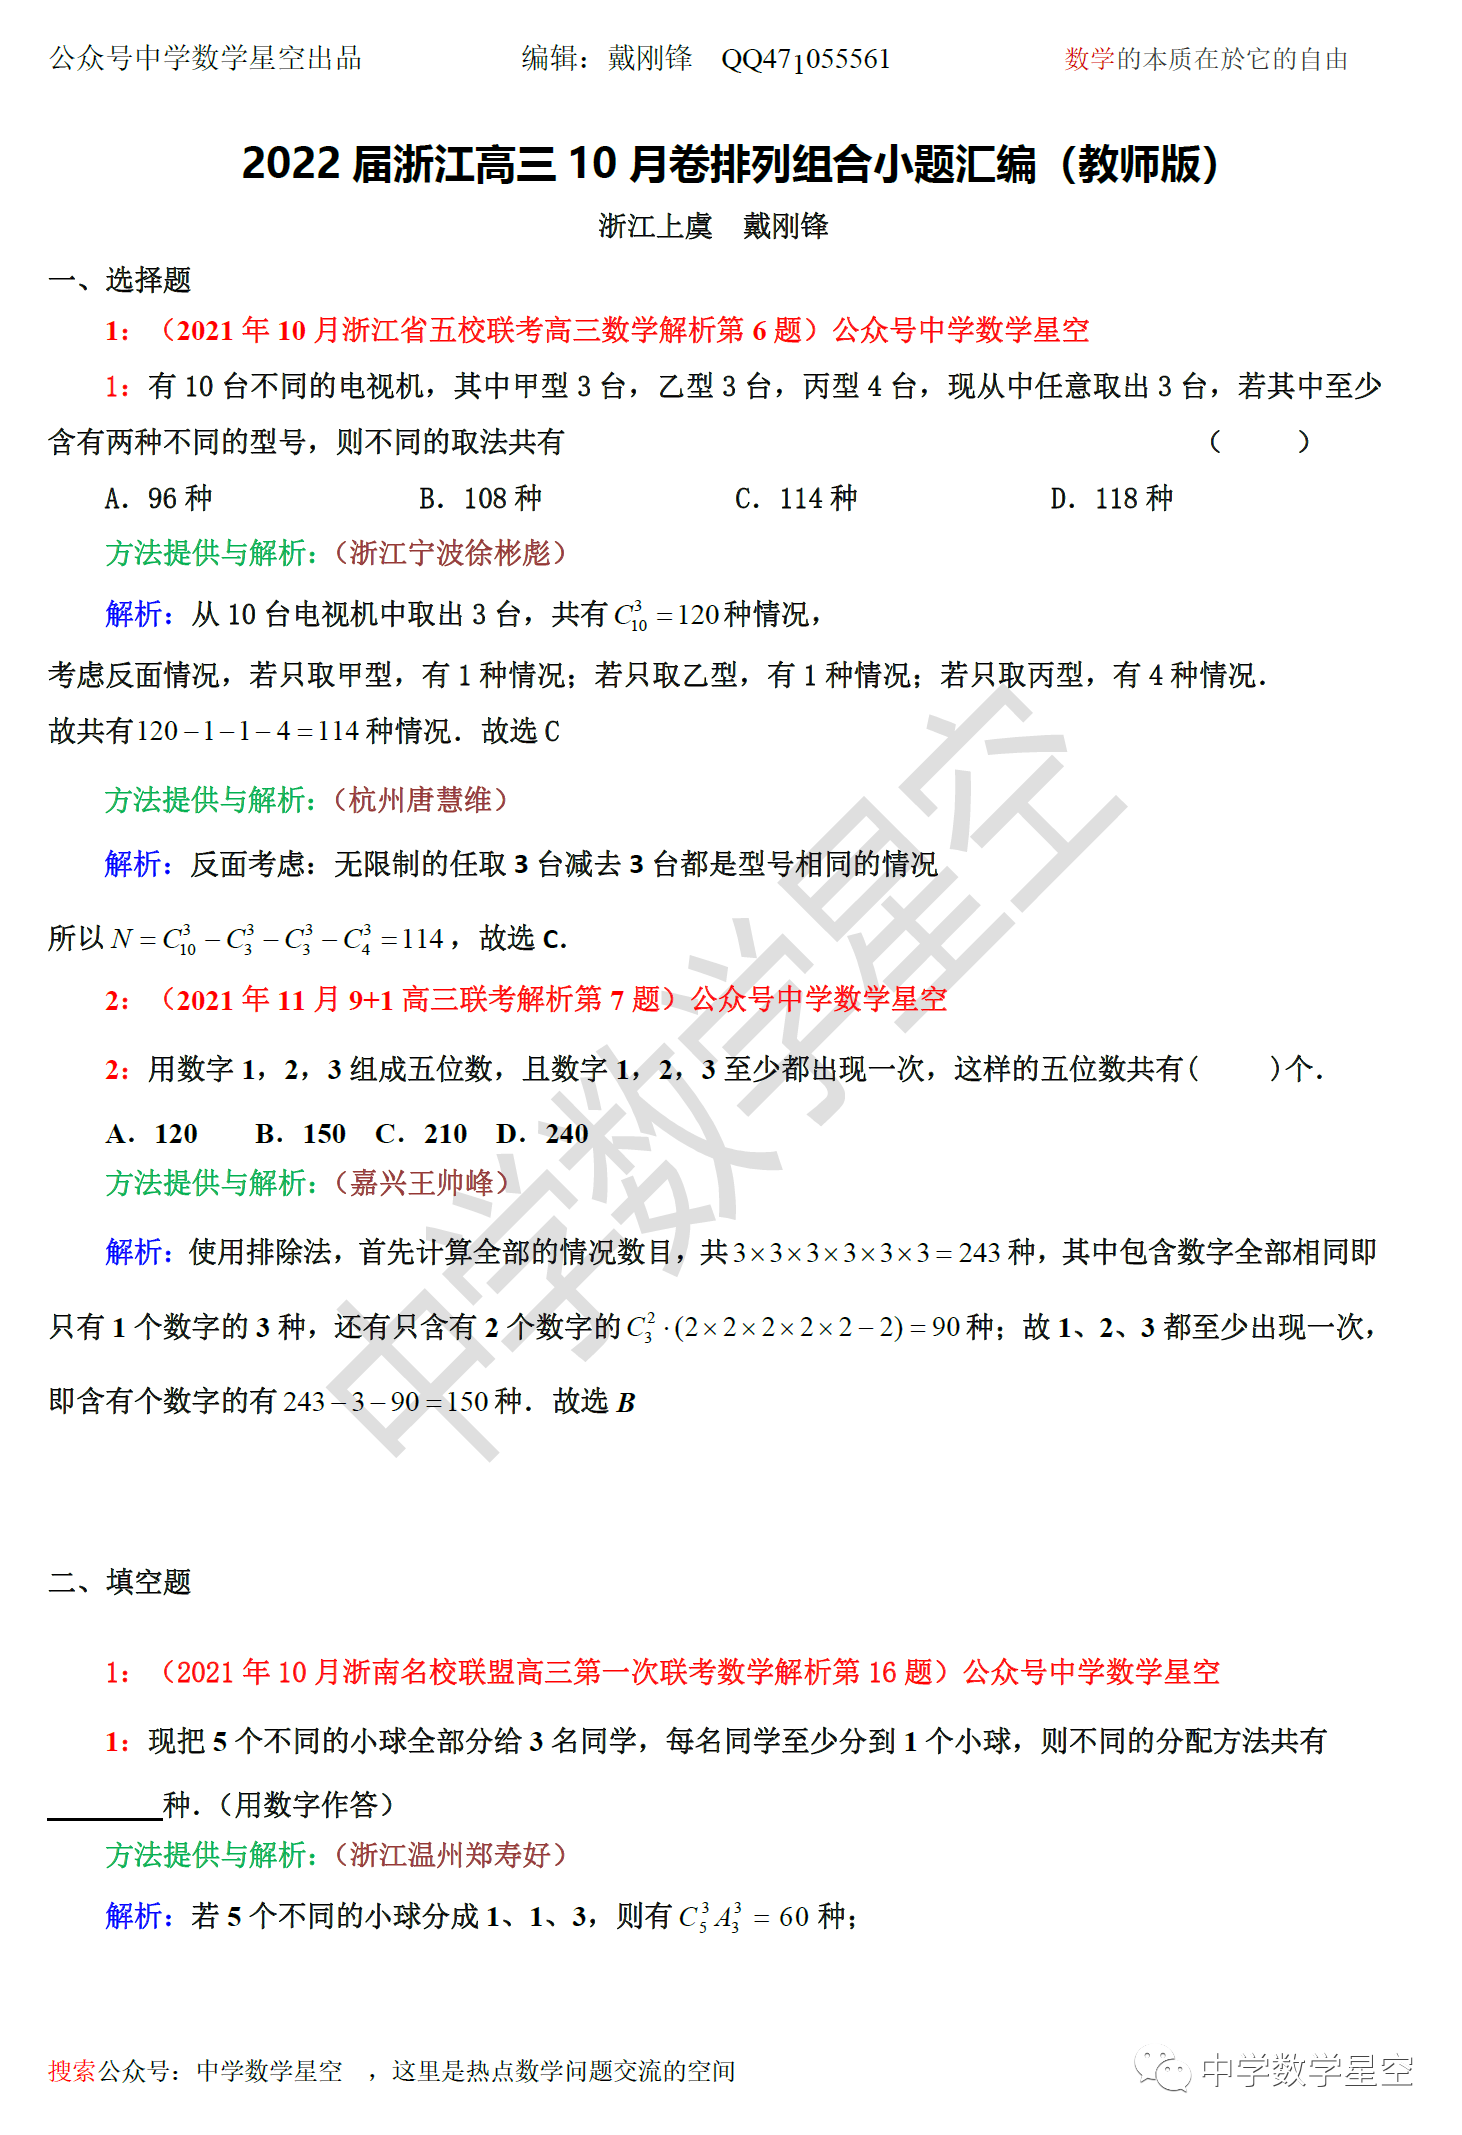 公众号中学数学星空出品 编辑：戴刚锋 QQ471055561 数学的本质在於它的自由
2022 届浙江高三 10 月卷排列组合小题汇编（教师版）
浙江上虞 戴刚锋
一、选择题
1：（2021 年 10 月浙江省五校联考高三数学解析第 6 题）公众号中学数学星空
1：有 10 台不同的电视机，其中甲型 3 台，乙型 3 台，丙型 4 台，现从中任意取出 3 台，若其中至少
含有两种不同的型号，则不同的取法共有 （ ）
A．96 种 B．108 种 C．114 种 D．118 种
方法提供与解析：（浙江宁波徐彬彪）
解析：从 10 台电视机中取出 3 台，共有 C₁₀³ = 120 种情况，
考虑反面情况，若只取甲型，有 1 种情况；若只取乙型，有 1 种情况；若只取丙型，有 4 种情况．
故共有 120－1－1－4 = 114 种情况．故选 C
方法提供与解析：（杭州唐慧维）
解析：反面考虑：无限制的任取 3 台减去 3 台都是型号相同的情况
所以 N = C₁₀³ － C₃³ － C₃³ － C₄³ = 114，故选 C．
2：（2021 年 11 月 9+1 高三联考解析第 7 题）公众号中学数学星空
2：用数字 1，2，3 组成五位数，且数字 1，2，3 至少都出现一次，这样的五位数共有( )个．
A．120 B．150 C．210 D．240
方法提供与解析：（嘉兴王帅峰）
解析：使用排除法，首先计算全部的情况数目，共 3×3×3×3×3×3 = 243 种，其中包含数字全部相同即
只有 1 个数字的 3 种，还有只含有 2 个数字的 C₃²·(2×2×2×2×2－2) = 90 种；故 1、2、3 都至少出现一次，
即含有个数字的有 243－3－90 = 150 种．故选 B
二、填空题
1：（2021 年 10 月浙南名校联盟高三第一次联考数学解析第 16 题）公众号中学数学星空
1：现把 5 个不同的小球全部分给 3 名同学，每名同学至少分到 1 个小球，则不同的分配方法共有
________种．（用数字作答）
方法提供与解析：（浙江温州郑寿好）
解析：若 5 个不同的小球分成 1、1、3，则有 C₅³A₃³ = 60 种；
搜索公众号：中学数学星空 ，这里是热点数学问题交流的空间
中学数学星空
中学数学星空